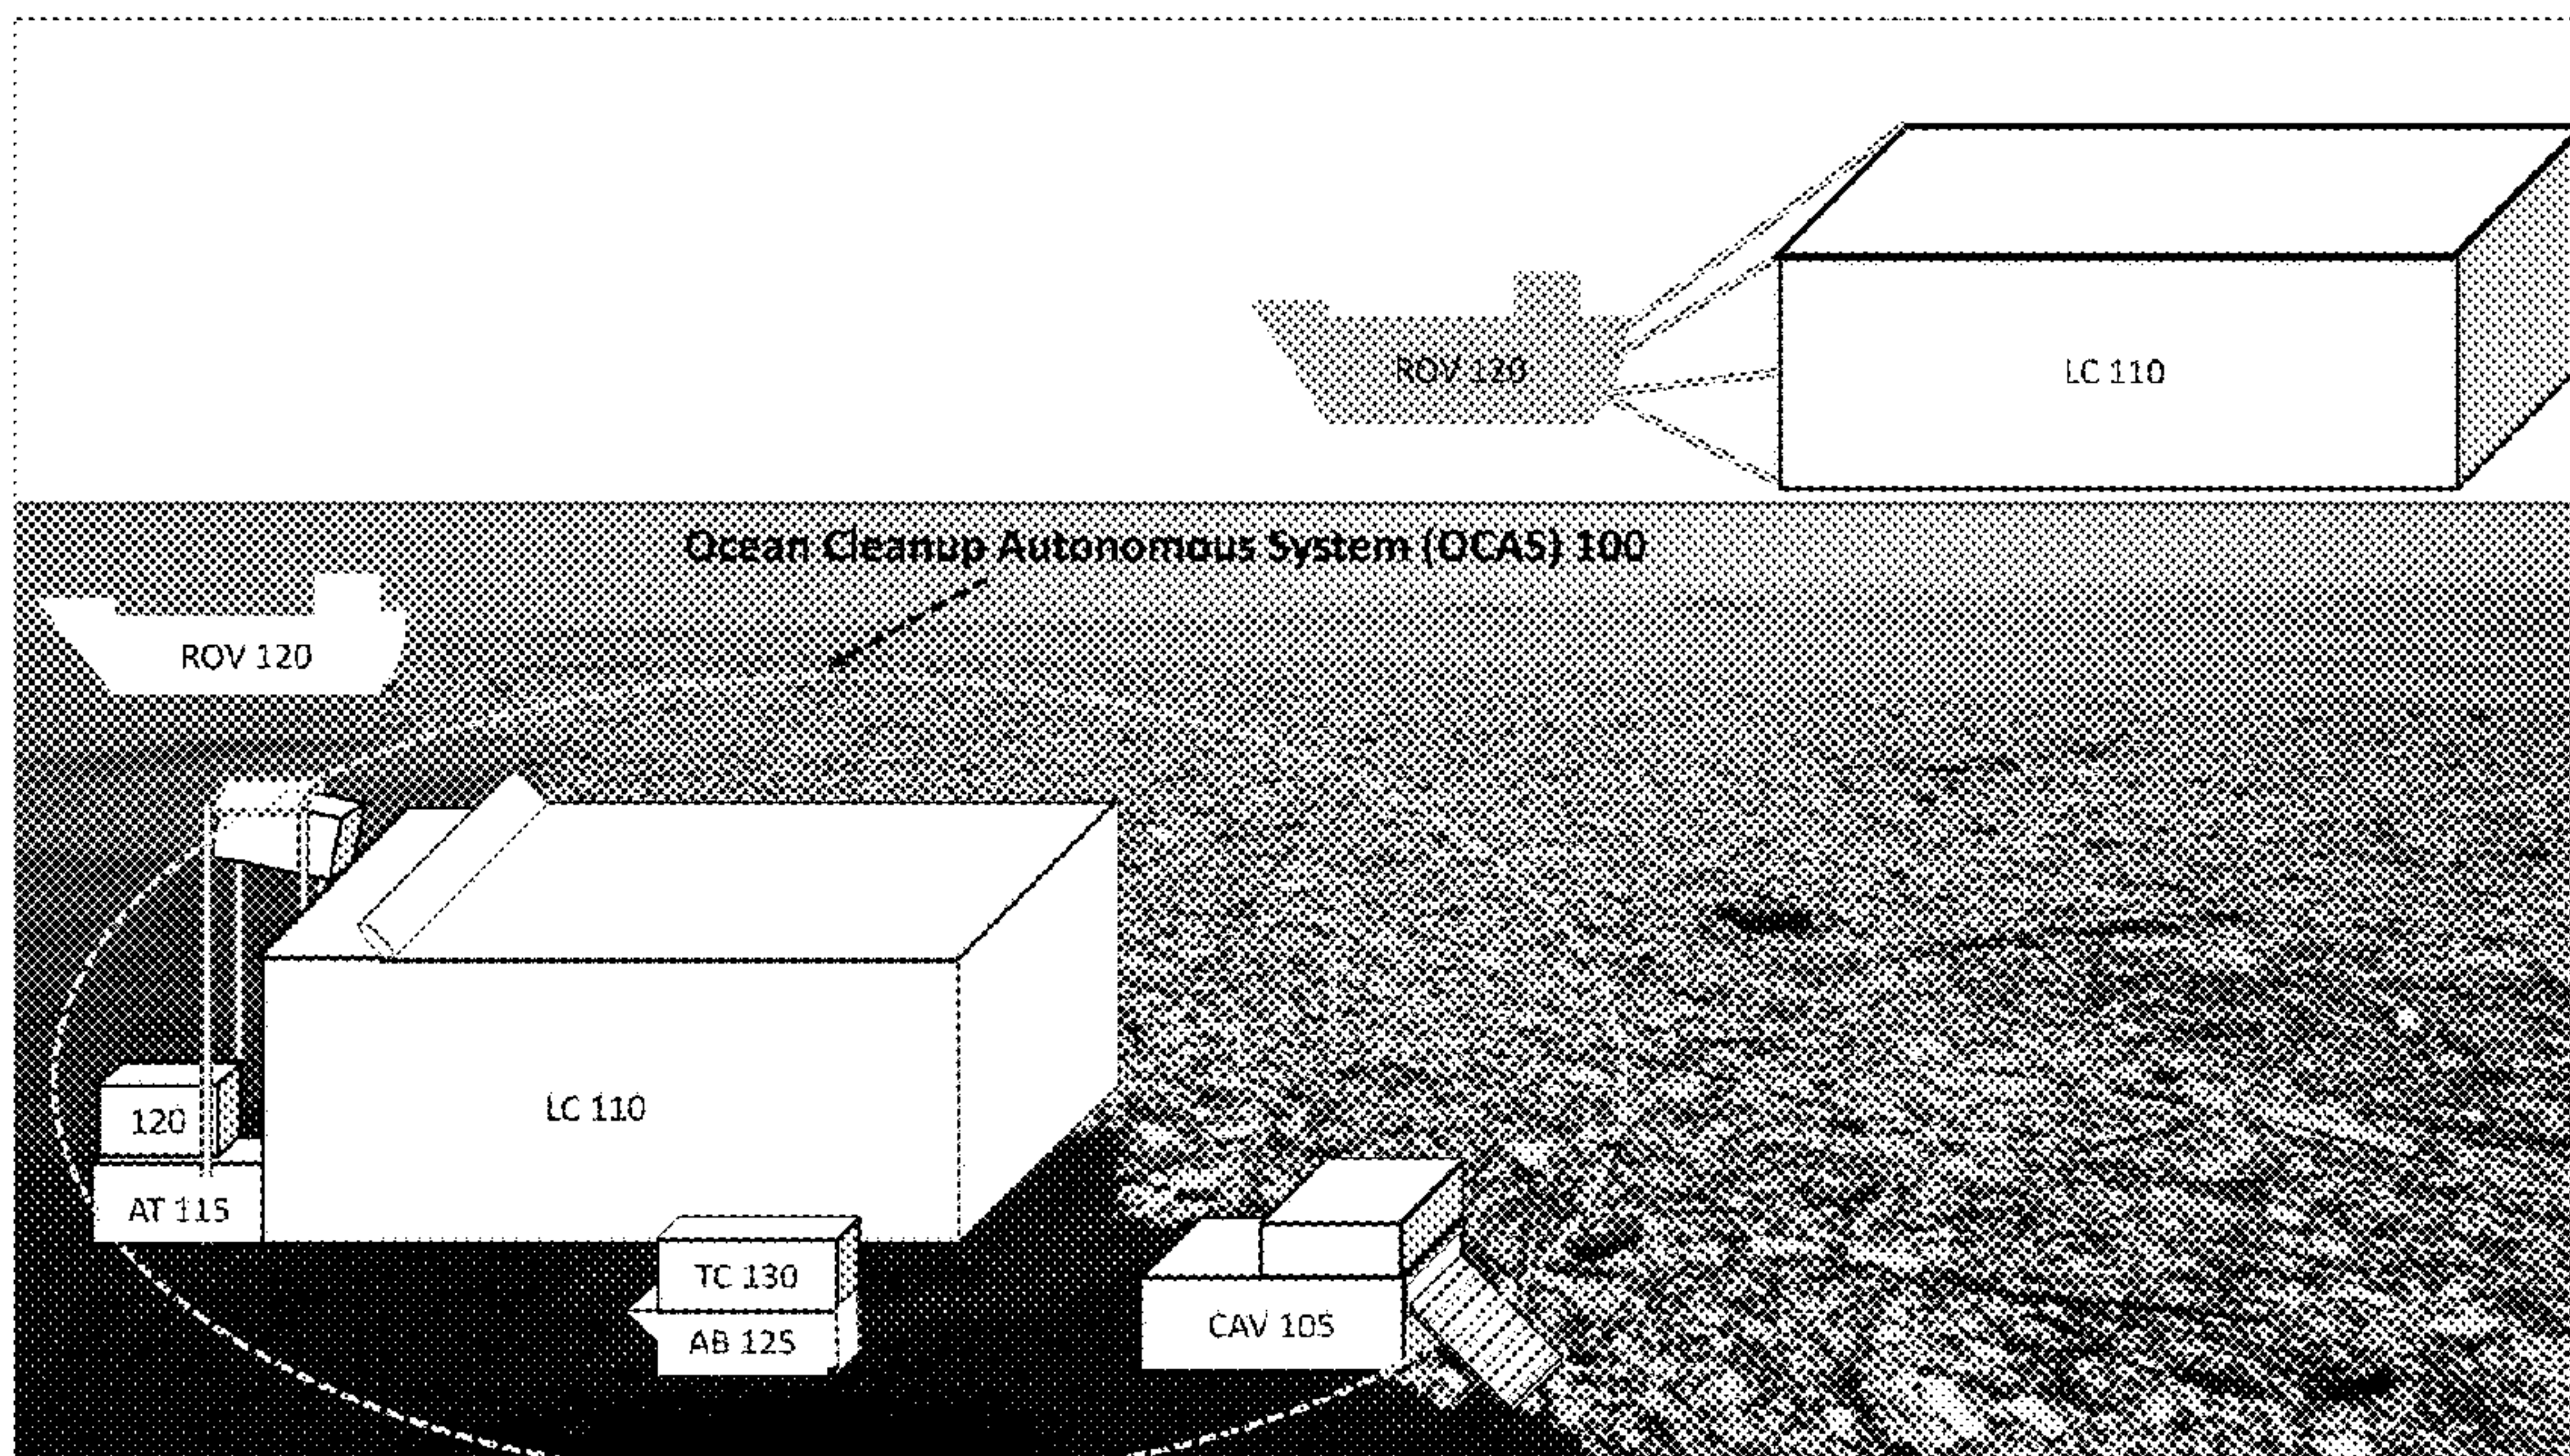 ROV 120
LC 110
Ocean Cleanup Autonomous System (OCAS) 100
ROV 120
120
LC 110
AT 115
TC 130
AB 125
CAV 105